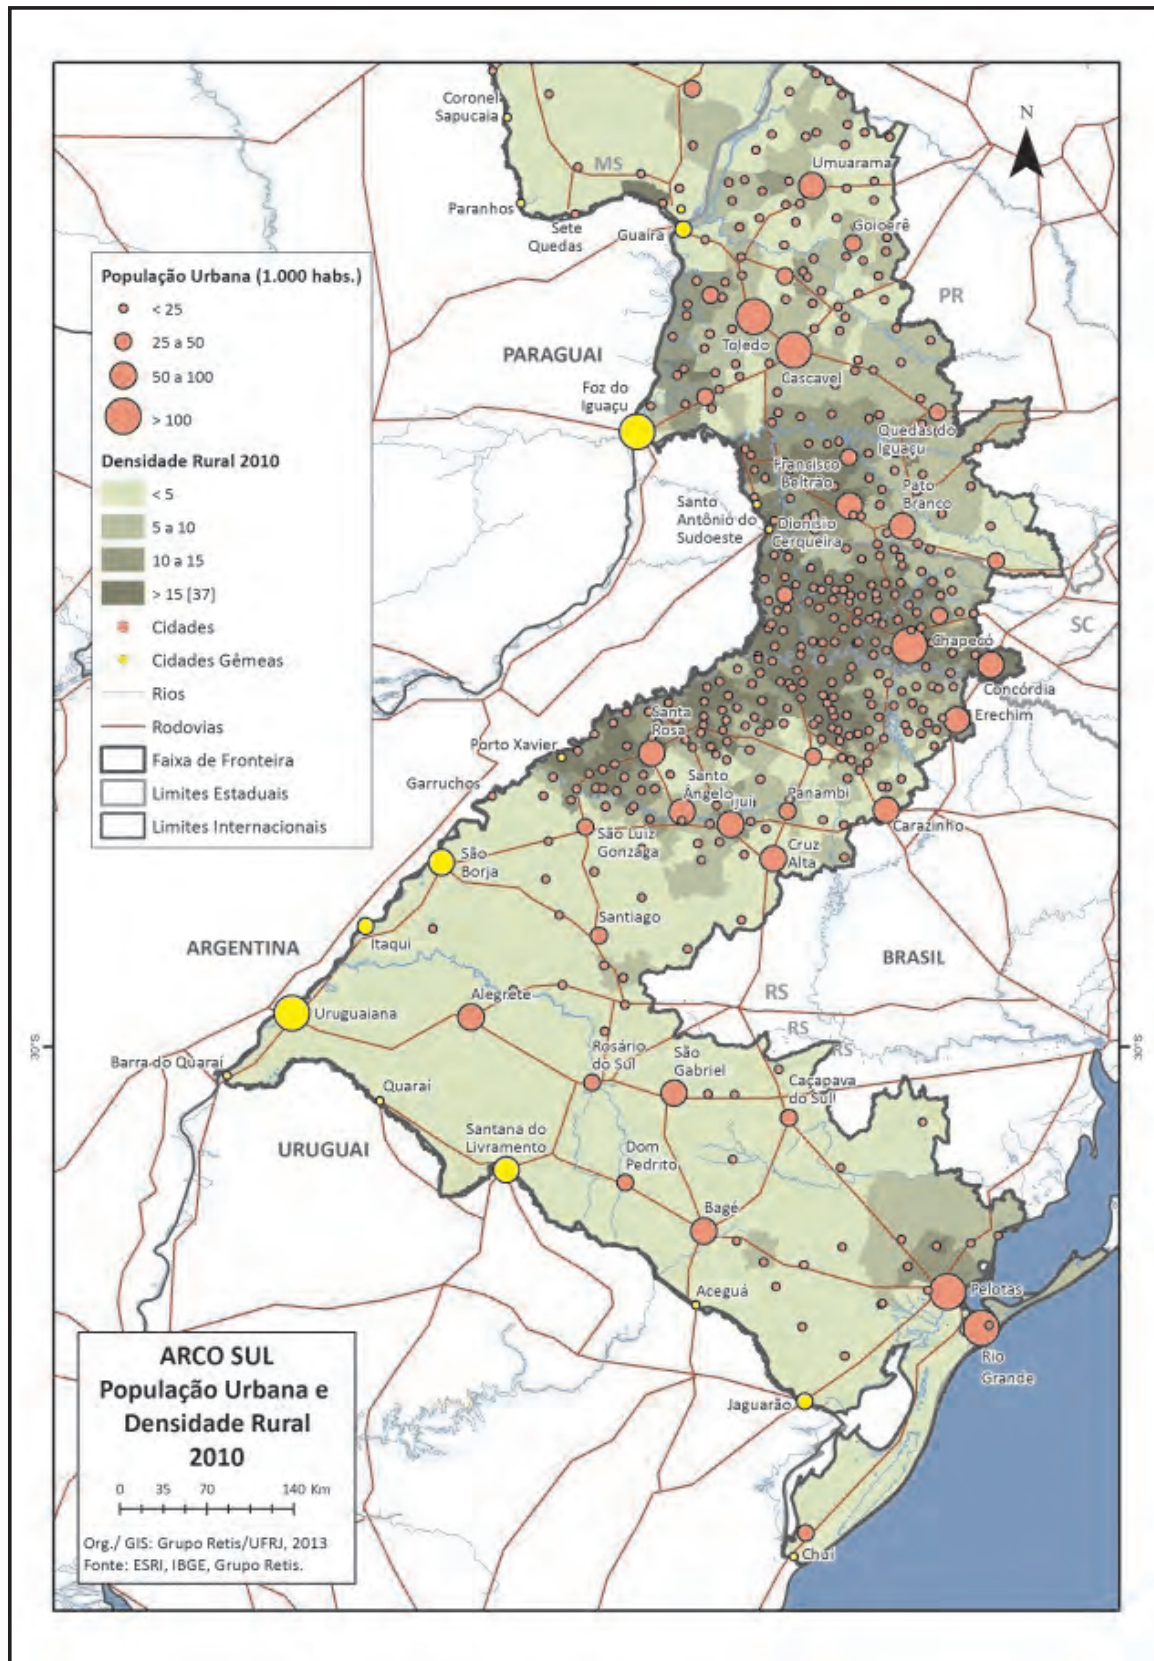 Coronel
Sapucaia
MS
Umuarama
N
Paranhos
Sete
Quedas
Guaíra
Goioerê
PR
População Urbana (1.000 habs.)
< 25
25 a 50
50 a 100
> 100
Densidade Rural 2010
< 5
5 a 10
10 a 15
> 15 [37]
Cidades
Cidades Gêmeas
Rios
Rodovias
Faixa de Fronteira
Limites Estaduais
Limites Internacionais
PARAGUAI
Toledo
Cascavel
Foz do
Iguaçu
Quedas do
Iguaçu
Francisco
Beltrão
Pato
Branco
Santo
Antônio do
Sudoeste
Dionísio
Cerqueira
SC
Chapecó
Concórdia
Erechim
Santa
Rosa
Porto Xavier
Garruchos
Santo
Ângelo
Ijuí
Panambi
Carazinho
São Luiz
Gonzaga
Cruz
Alta
São
Borja
Santiago
ARGENTINA
Itaqui
BRASIL
RS
RS
RS
Alegrete
Uruguaiana
30°S
30°S
Barra do Quaraí
Rosário
do Sul
São
Gabriel
Caçapava
do Sul
Quaraí
URUGUAI
Santana do
Livramento
Dom
Pedrito
Bagé
Aceguá
Pelotas
Rio
Grande
Jaguarão
Chuí
ARCO SUL
População Urbana e
Densidade Rural
2010
0 35 70 140 Km
Org./ GIS: Grupo Retis/UFRJ, 2013
Fonte: ESRI, IBGE, Grupo Retis.